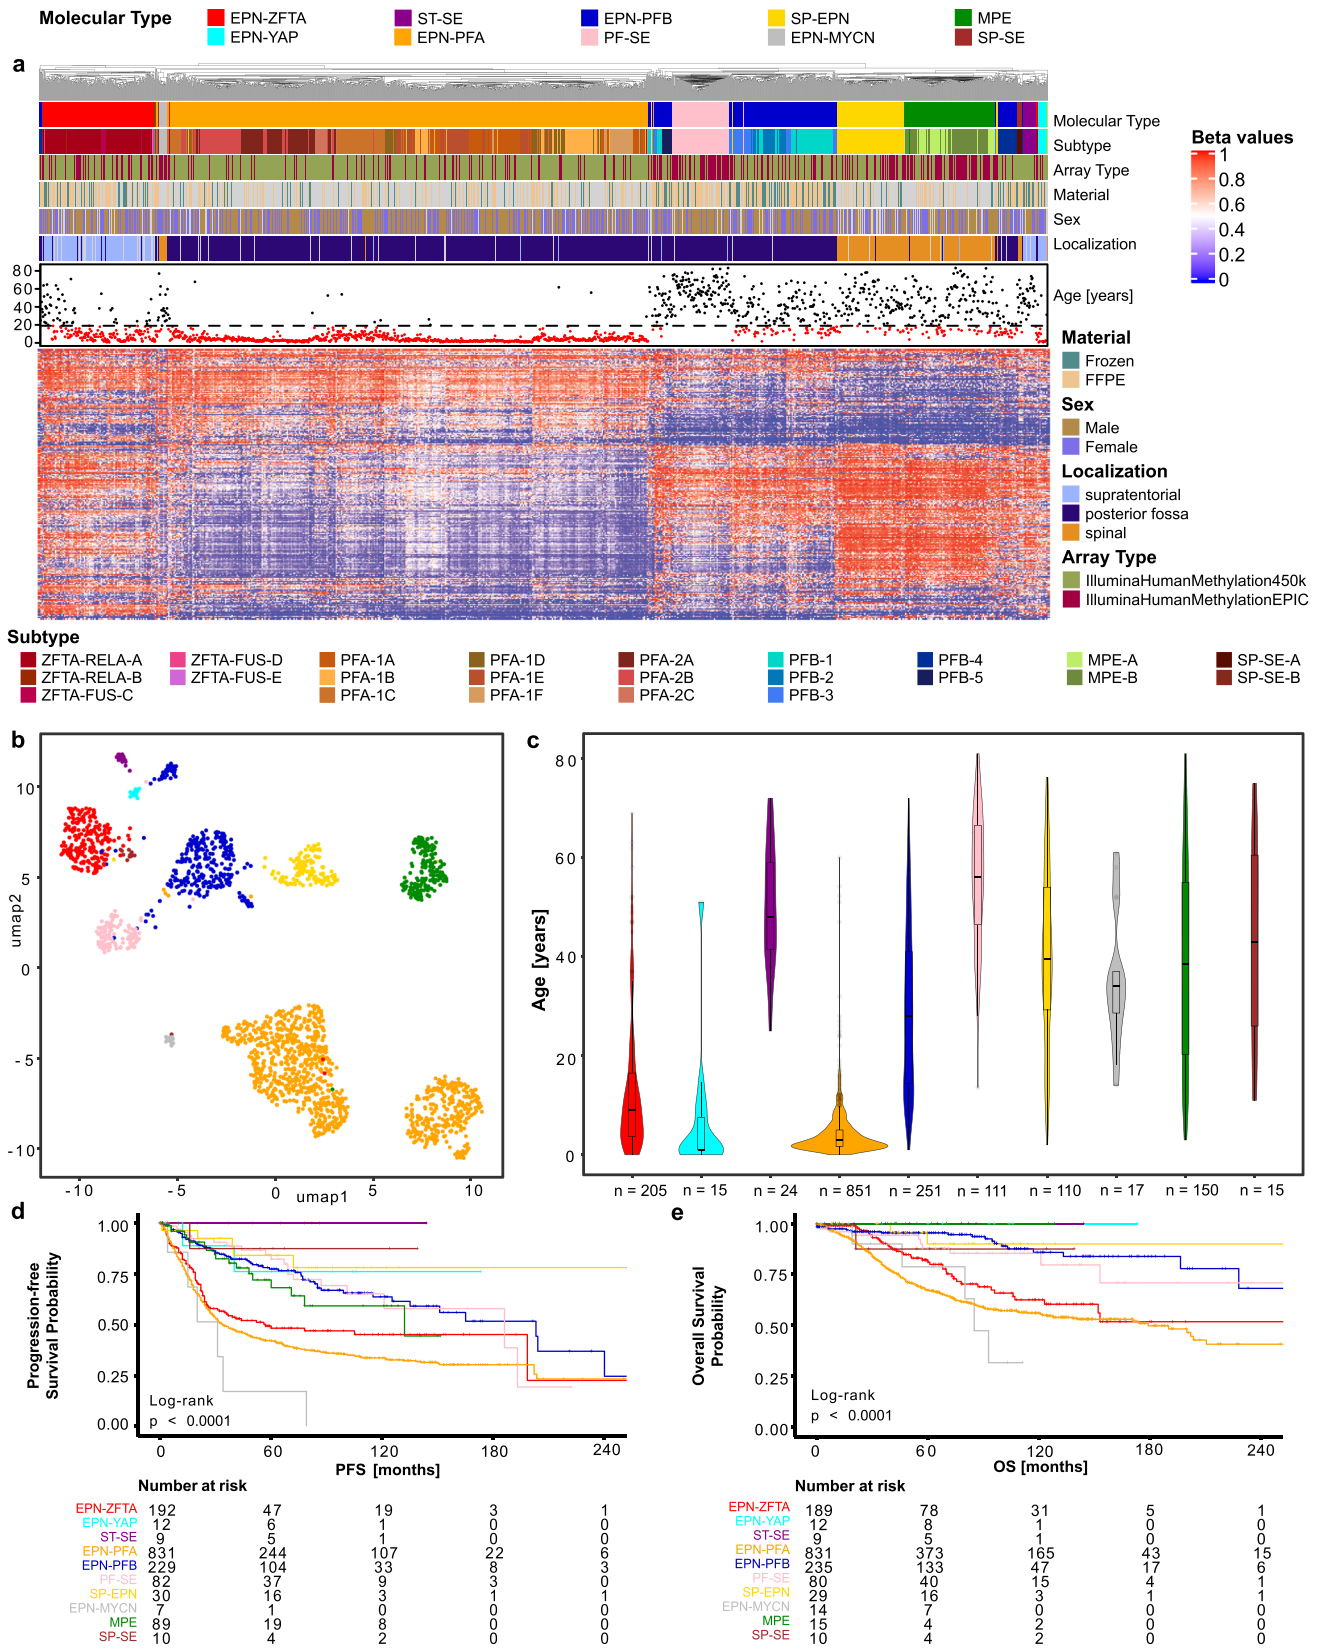 Molecular Type
EPN-ZFTA
ST-SE
EPN-PFB
SP-EPN
MPE
EPN-YAP
EPN-PFA
PF-SE
EPN-MYCN
SP-SE
a
Molecular Type
Subtype
Array Type
Material
Sex
Localization
80
60
40
20
0
Age [years]
Beta values
1
0.8
0.6
0.4
0.2
0
Material
Frozen
FFPE
Sex
Male
Female
Localization
supratentorial
posterior fossa
spinal
Array Type
IlluminaHumanMethylation450k
IlluminaHumanMethylationEPIC
Subtype
ZFTA-RELA-A
ZFTA-FUS-D
PFA-1A
PFA-1D
PFA-2A
PFB-1
PFB-4
MPE-A
SP-SE-A
ZFTA-RELA-B
ZFTA-FUS-E
PFA-1B
PFA-1E
PFA-2B
PFB-2
PFB-5
MPE-B
SP-SE-B
ZFTA-FUS-C
PFA-1C
PFA-1F
PFA-2C
PFB-3
b
umap2
10
5
0
-5
-10
-10
-5
0
5
10
umap1
c
Age [years]
80
60
40
20
0
n = 205
n = 15
n = 24
n = 851
n = 251
n = 111
n = 110
n = 17
n = 150
n = 15
d
Progression-free
Survival Probability
1.00
0.75
0.50
0.25
0.00
Log-rank
p < 0.0001
0
60
120
180
240
PFS [months]
Number at risk
EPN-ZFTA 192 47 19 3 1
EPN-YAP 12 6 1 0 0
ST-SE 9 5 1 0 0
EPN-PFA 831 244 107 22 6
EPN-PFB 229 104 33 8 3
PF-SE 82 37 9 3 0
SP-EPN 30 16 3 1 1
EPN-MYCN 7 1 0 0 0
MPE 89 19 8 0 0
SP-SE 10 4 2 0 0
e
Overall Survival
Probability
1.00
0.75
0.50
0.25
0.00
Log-rank
p < 0.0001
0
60
120
180
240
OS [months]
Number at risk
EPN-ZFTA 189 78 31 5 1
EPN-YAP 12 8 1 0 0
ST-SE 9 5 1 0 0
EPN-PFA 831 373 165 43 15
EPN-PFB 235 133 47 17 6
PF-SE 80 40 15 4 1
SP-EPN 29 16 3 1 1
EPN-MYCN 14 7 0 0 0
MPE 15 4 2 0 0
SP-SE 10 4 2 0 0